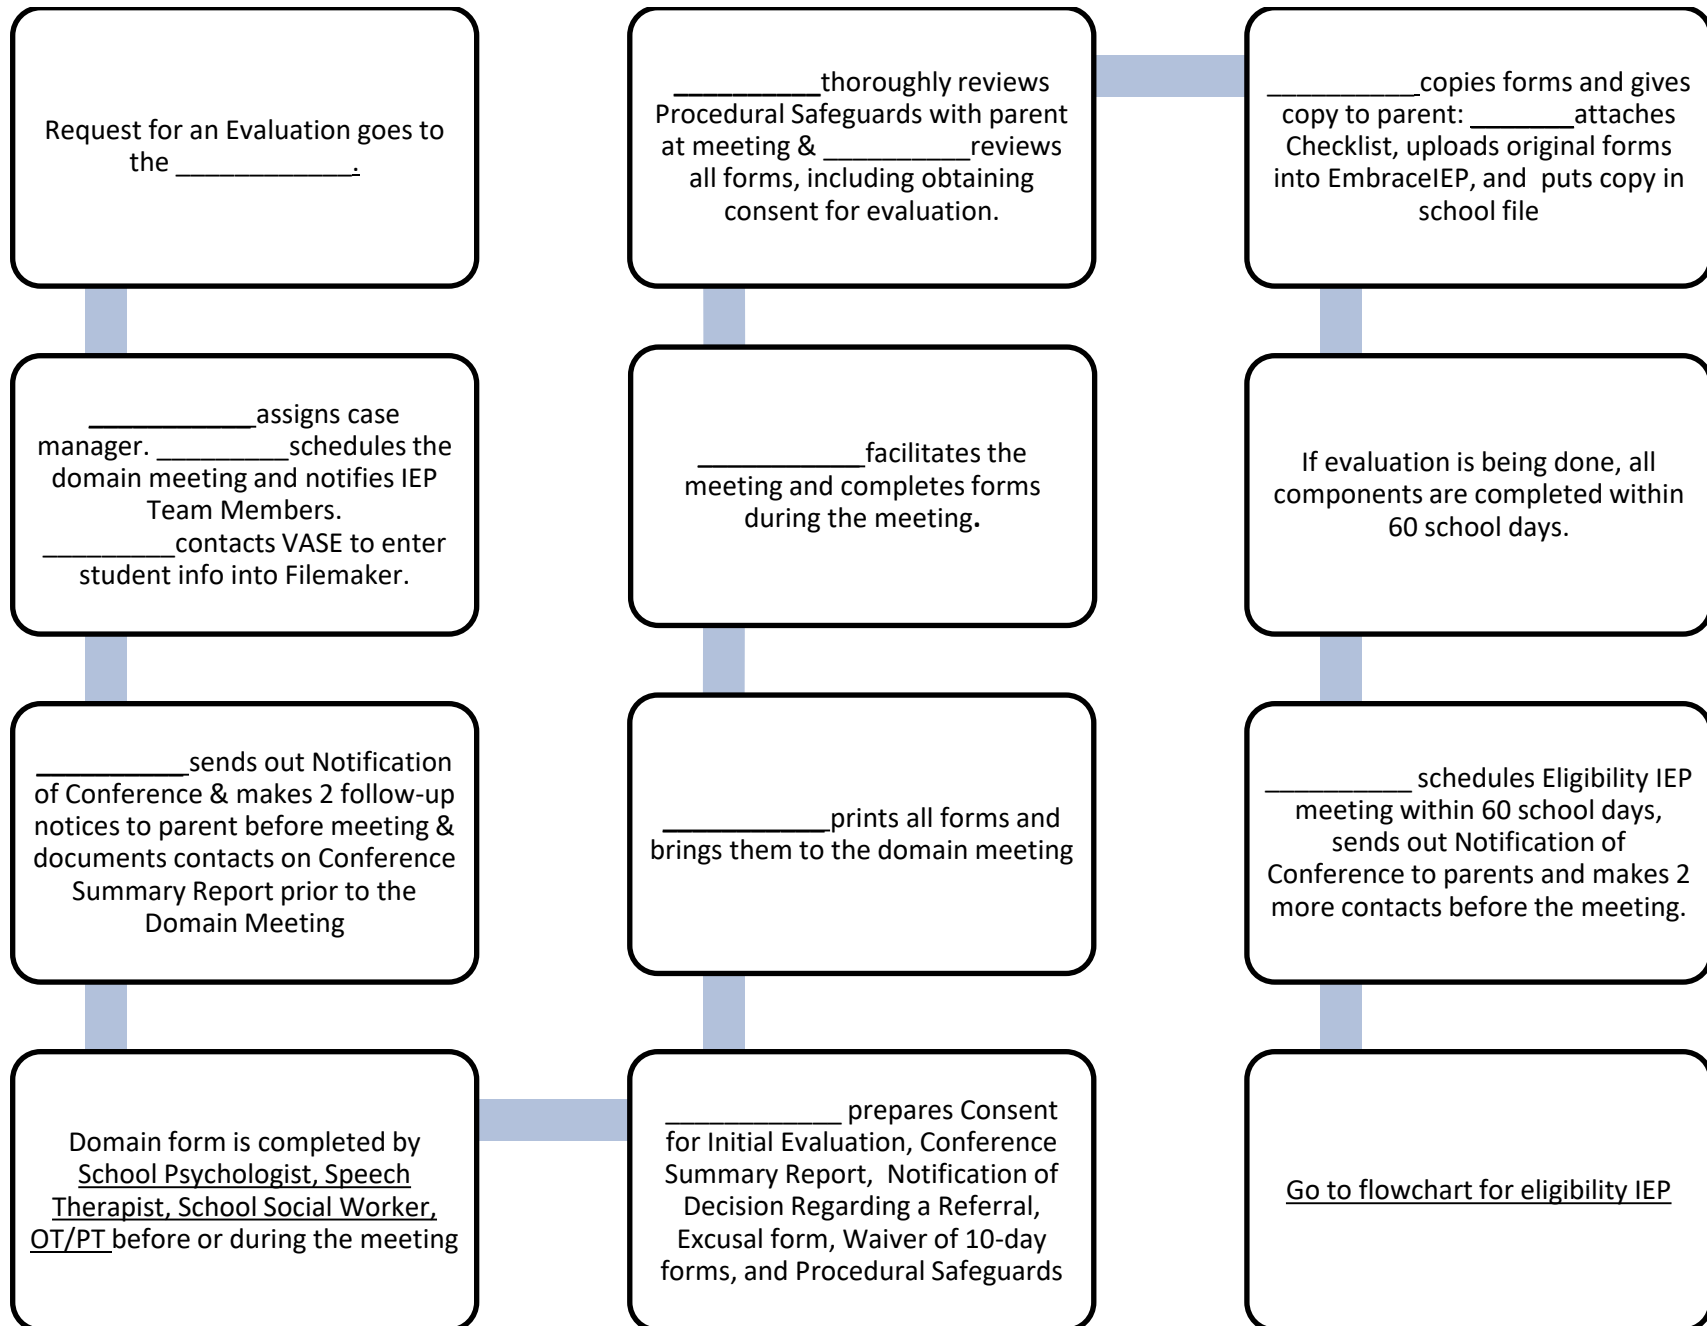 Request for an Evaluation goes to
the ____________.
___________assigns case
manager. _________schedules the
domain meeting and notifies IEP
Team Members.
_________contacts VASE to enter
student info into Filemaker.
__________sends out Notification
of Conference & makes 2 follow-up
notices to parent before meeting &
documents contacts on Conference
Summary Report prior to the
Domain Meeting
Domain form is completed by
School Psychologist, Speech
Therapist, School Social Worker,
OT/PT before or during the meeting
____________ prepares Consent
for Initial Evaluation, Conference
Summary Report,  Notification of
Decision Regarding a Referral,
Excusal form, Waiver of 10-day
forms, and Procedural Safeguards
___________prints all forms and
brings them to the domain meeting
___________facilitates the
meeting and completes forms
during the meeting.
__________thoroughly reviews
Procedural Safeguards with parent
at meeting & __________reviews
all forms, including obtaining
consent for evaluation.
__________copies forms and gives
copy to parent: _______attaches
Checklist, uploads original forms
into EmbraceIEP, and  puts copy in
school file
If evaluation is being done, all
components are completed within
60 school days.
__________ schedules Eligibility IEP
meeting within 60 school days,
sends out Notification of
Conference to parents and makes 2
more contacts before the meeting.
Go to flowchart for eligibility IEP